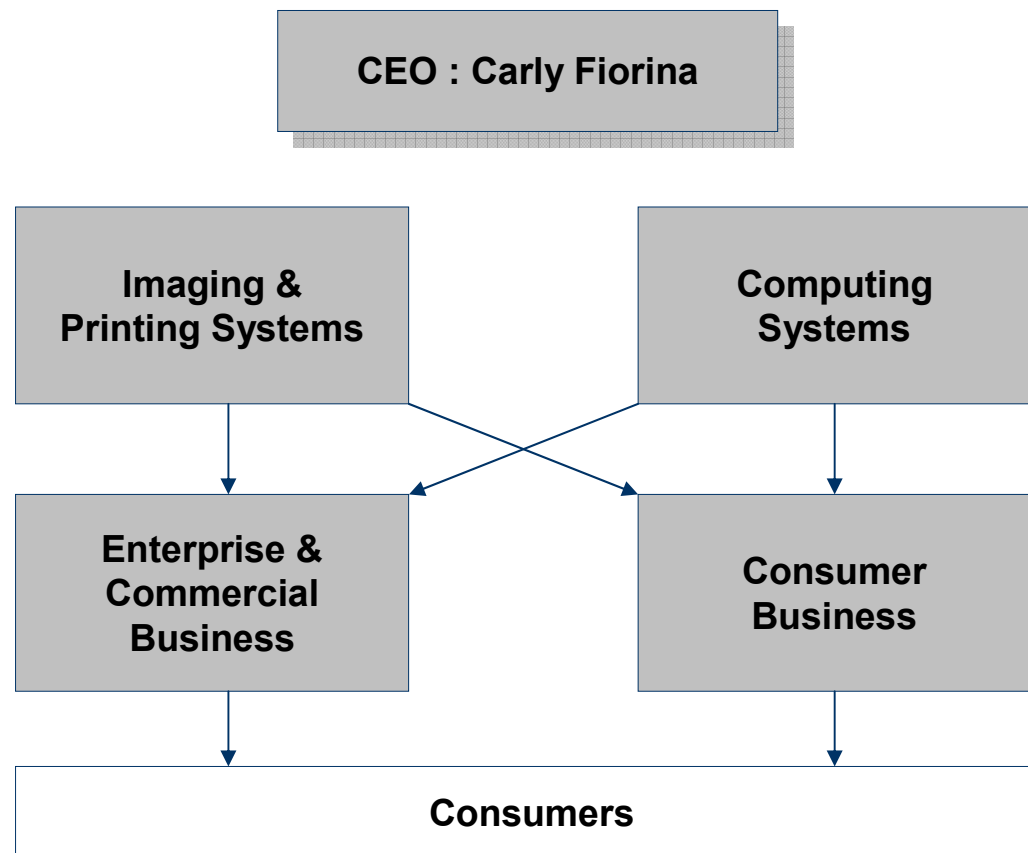 CEO : Carly Fiorina
Imaging &
Printing Systems
Computing
Systems
Enterprise &
Commercial
Business
Consumer
Business
Consumers